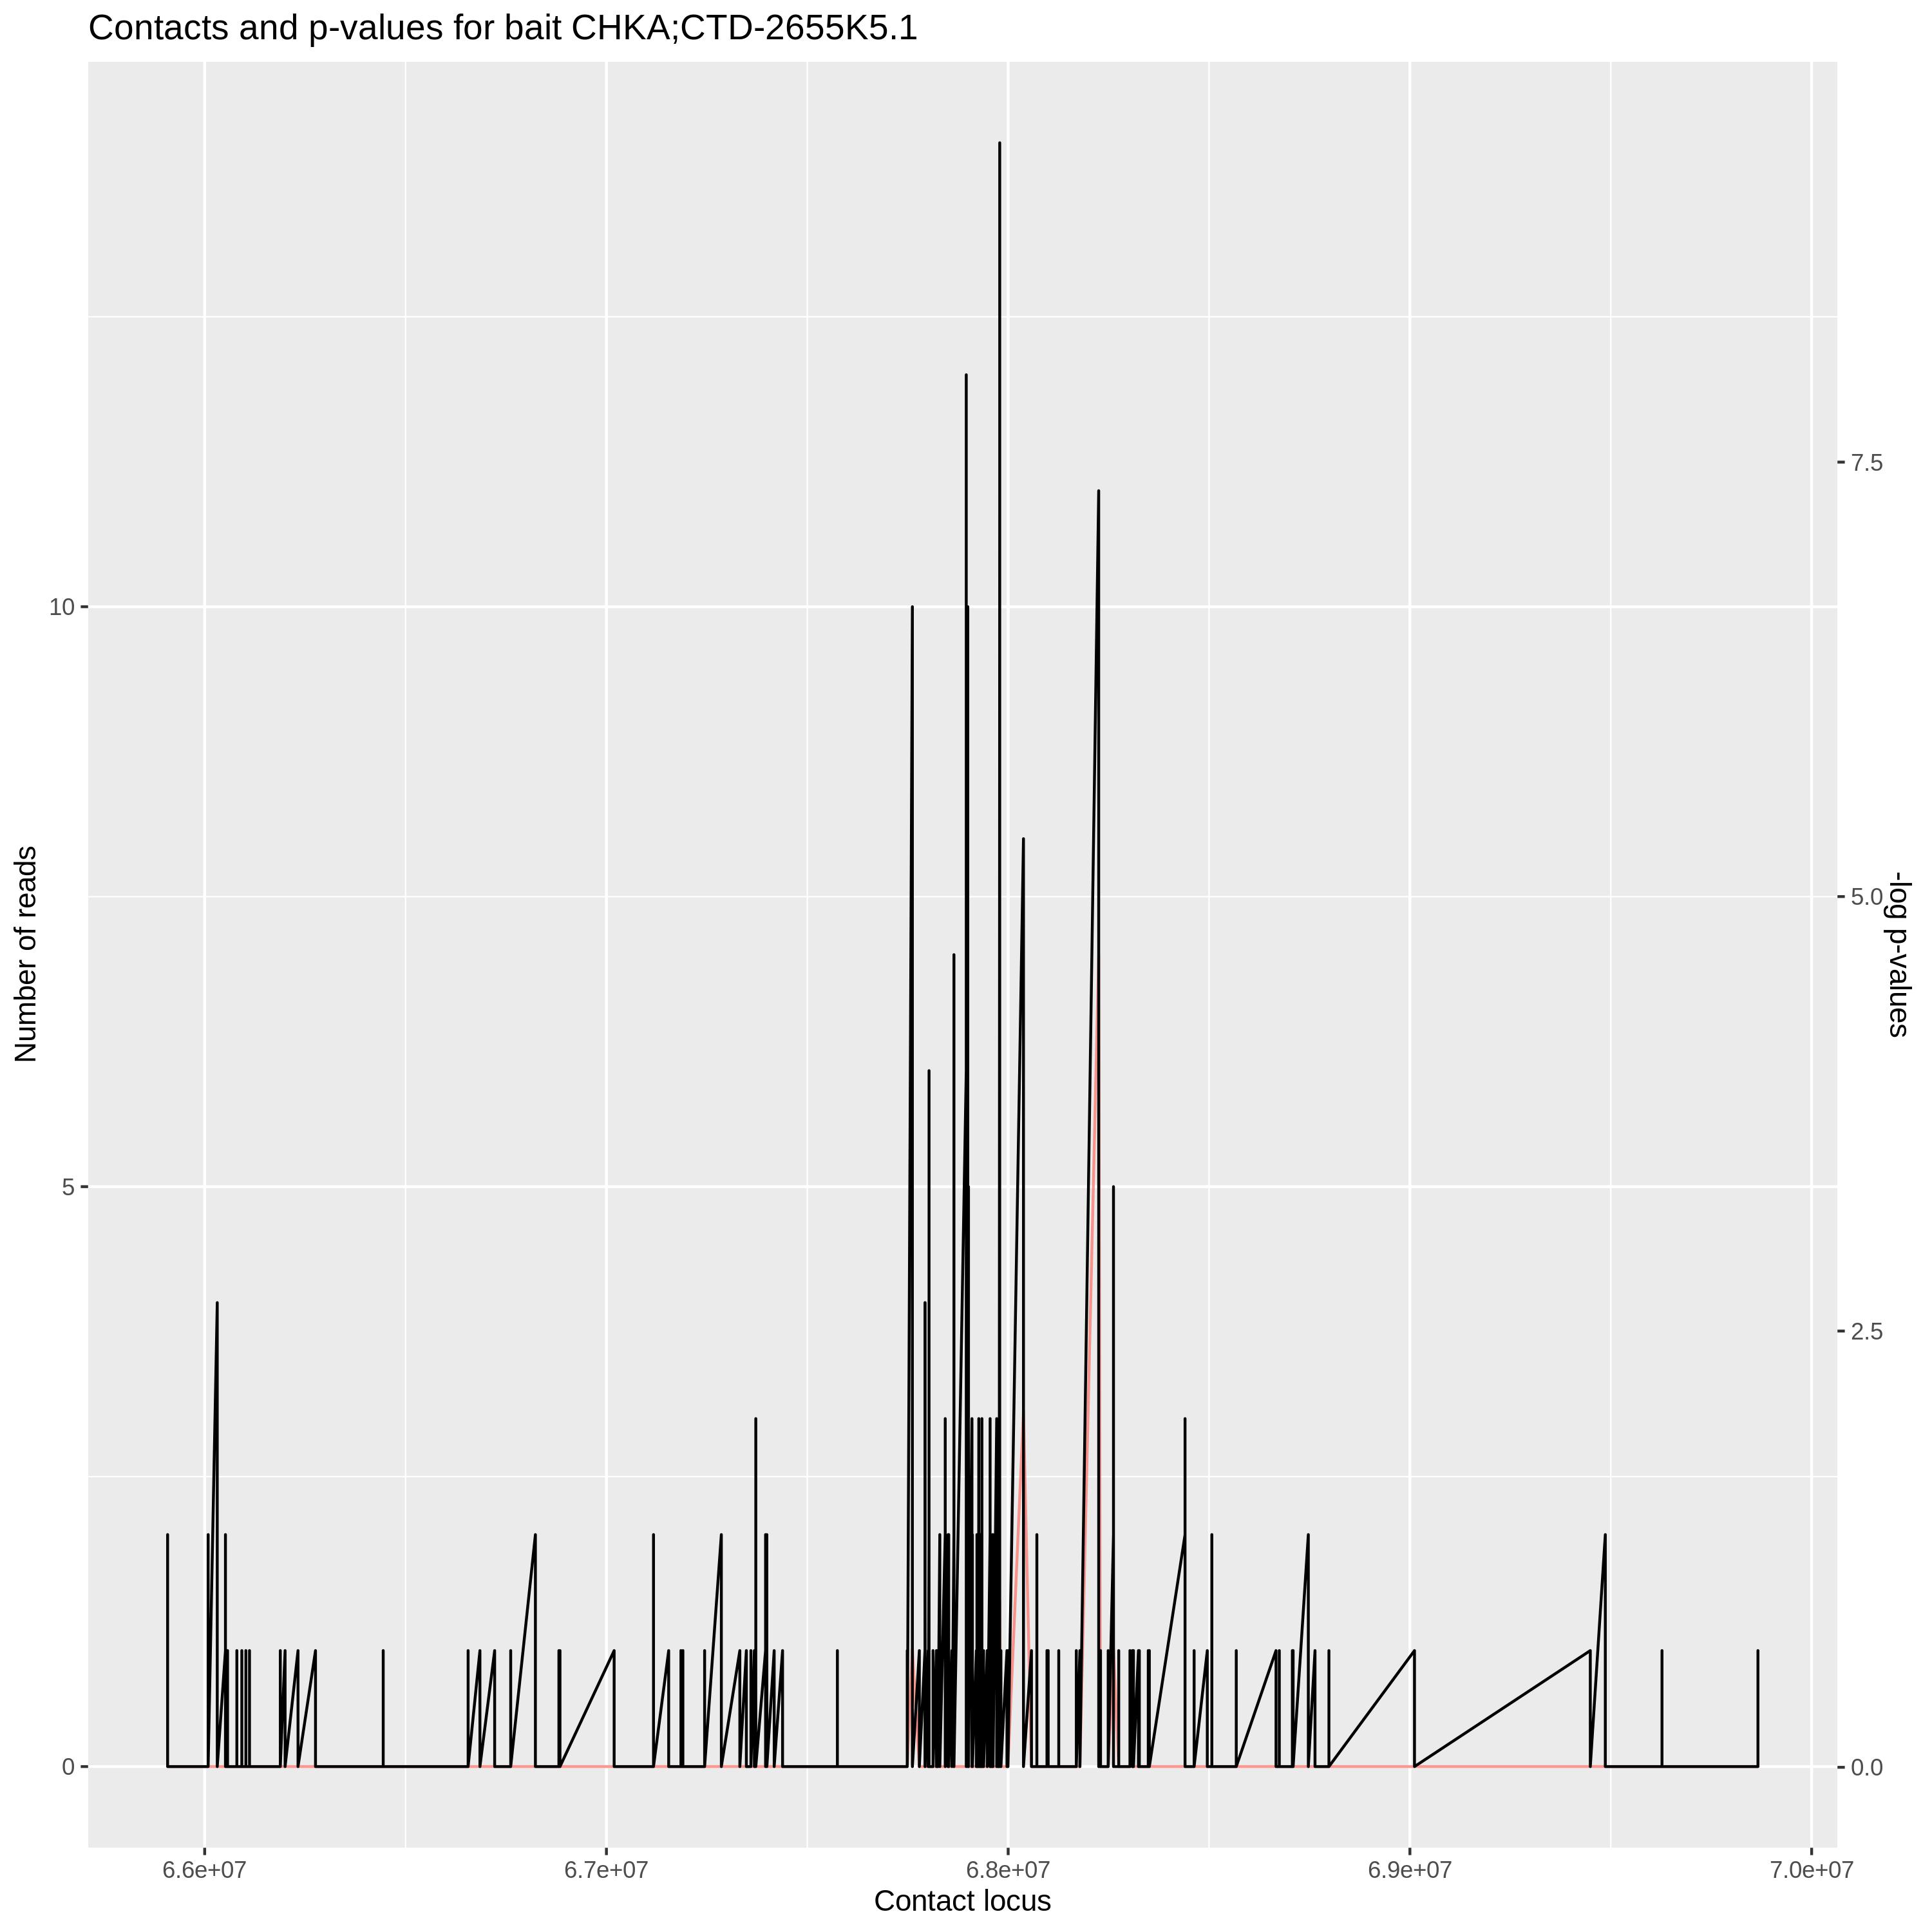 Contacts and p-values for bait CHKA;CTD-2655K5.1
Number of reads
10
5
0
7.5
5.0
2.5
0.0
-log p-values
6.6e+07 6.7e+07 6.8e+07 6.9e+07 7.0e+07
Contact locus